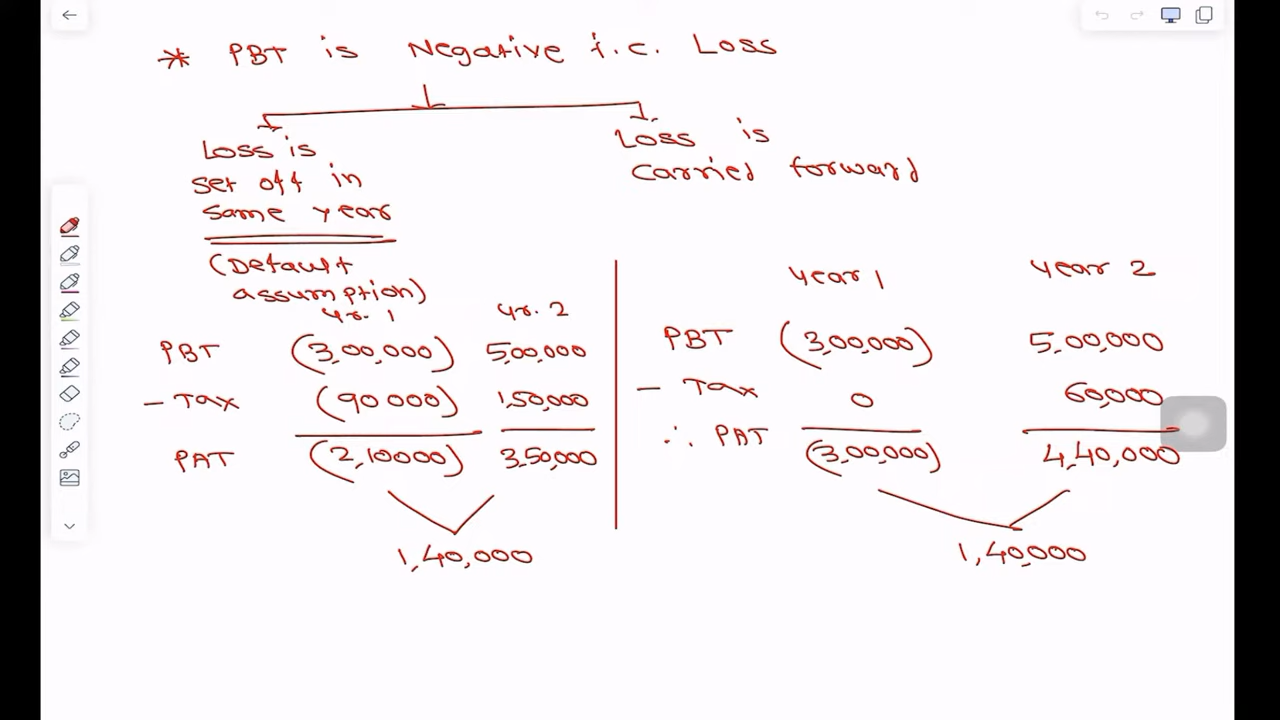 * PBT is Negative i.e. Loss
Loss is
set off in
same year
(Default
assumption)
Loss is
carried forward
yr. 1 yr. 2
PBT (3,00,000) 5,00,000
- Tax (90 000) 1,50,000
PAT (2,10000) 3,50,000
1,40,000
year 1 year 2
PBT (3,00,000) 5,00,000
- Tax 0 60,000
∴ PAT (3,00,000) 4,40,000
1,40,000